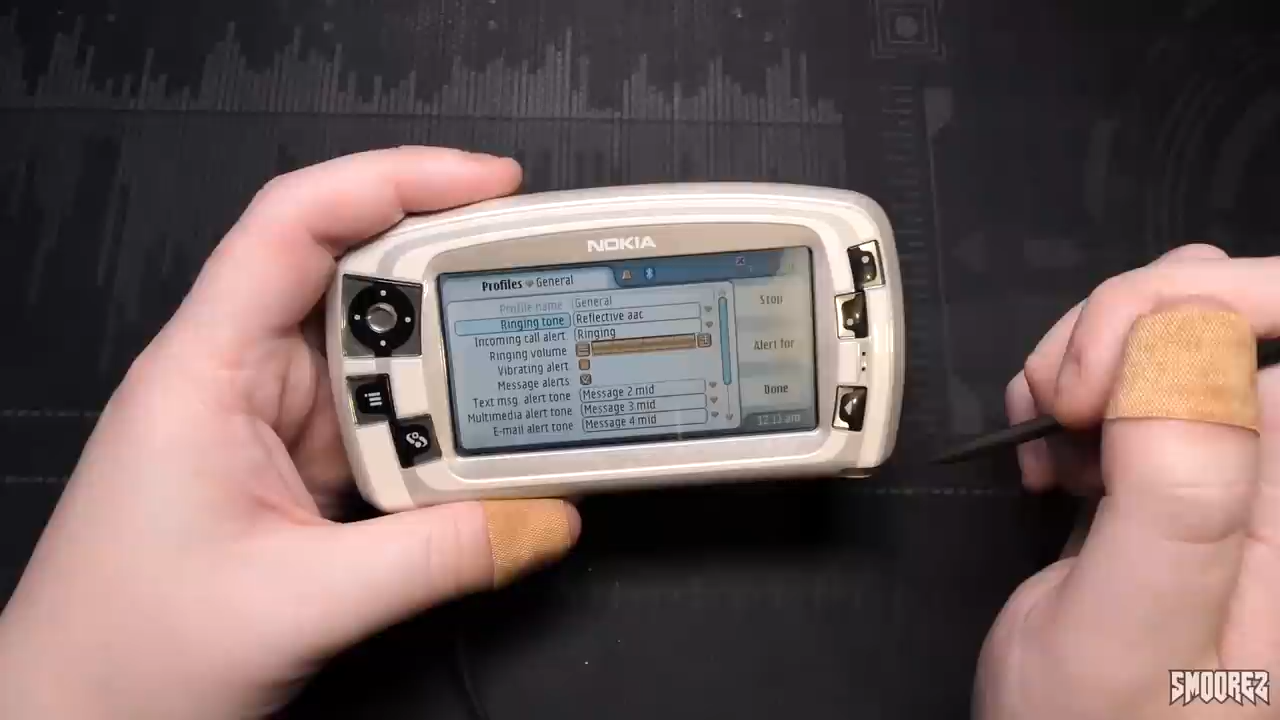 NOKIA
Profiles General
Profile name General
Ringing tone Reflective aac
Incoming call alert Ringing
Ringing volume
Vibrating alert
Message alerts
Text msg. alert tone Message 2 mid
Multimedia alert tone Message 3 mid
E-mail alert tone Message 4 mid
Stop
Alert for
Done
12:13 am
SMOOREZ